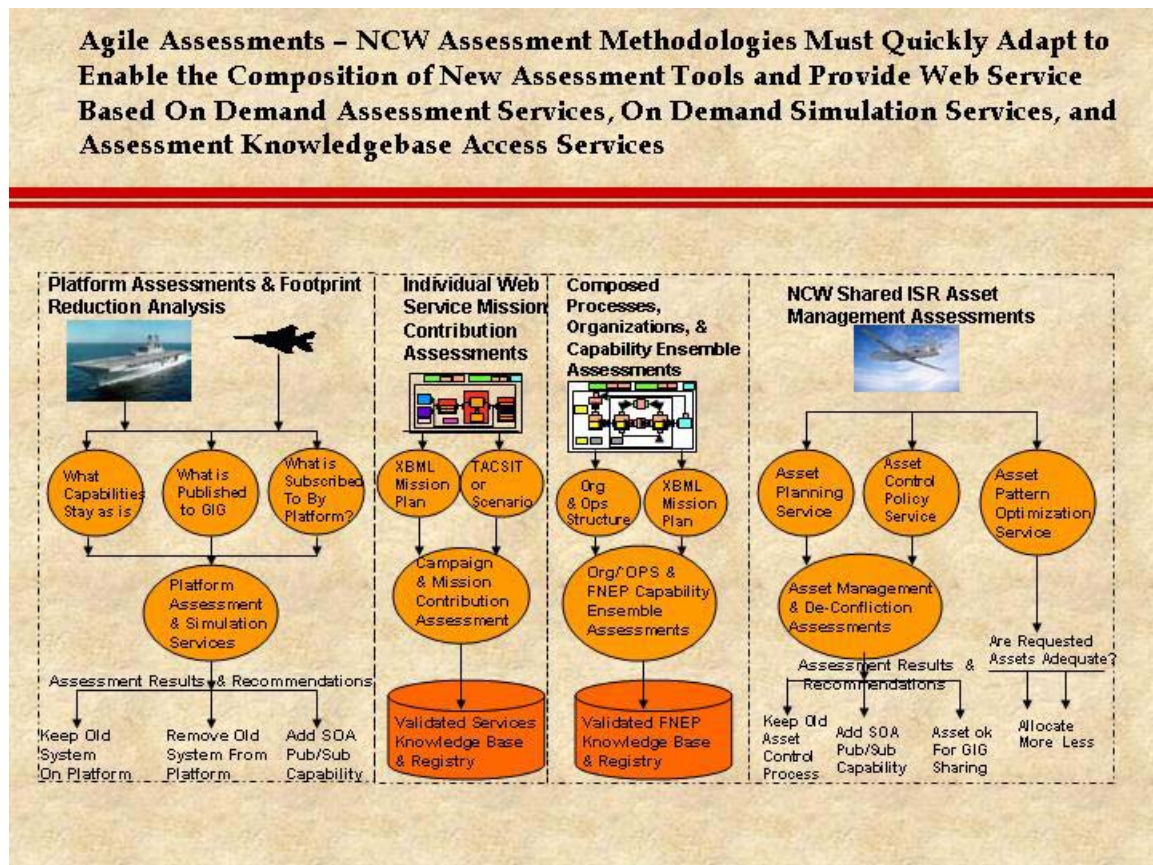 Agile Assessments – NCW Assessment Methodologies Must Quickly Adapt to
Enable the Composition of New Assessment Tools and Provide Web Service
Based On Demand Assessment Services, On Demand Simulation Services, and
Assessment Knowledgebase Access Services
Platform Assessments & Footprint
Reduction Analysis
What
Capabilities
Stay as is
What is
Published
to GIG
What is
Subscribed
To By
Platform?
Platform
Assessment
& Simulation
Services
Assessment Results & Recommendations
Keep Old
System
On Platform
Remove Old
System From
Platform
Add SOA
Pub/Sub
Capability
Individual Web
Service Mission
Contribution
Assessments
XBML
Mission
Plan
TACSIT
or
Scenario
Campaign
& Mission
Contribution
Assessment
Validated Services
Knowledge Base
& Registry
Composed
Processes,
Organizations, &
Capability Ensemble
Assessments
Org
& Ops
Structure
XBML
Mission
Plan
Org/'OPS &
FNEP Capability
Ensemble
Assessments
Validated FNEP
Knowledge Base
& Registry
NCW Shared ISR Asset
Management Assessments
Asset
Planning
Service
Asset
Control
Policy
Service
Asset
Pattern
Optimization
Service
Asset Management
& De-Confliction
Assessments
Are Requested
Assets Adequate?
Assessment Results &
Recommendations
Keep Old
Asset
Control
Process
Add SOA
Pub/Sub
Capability
Asset ok
For GIG
Sharing
Allocate
More Less